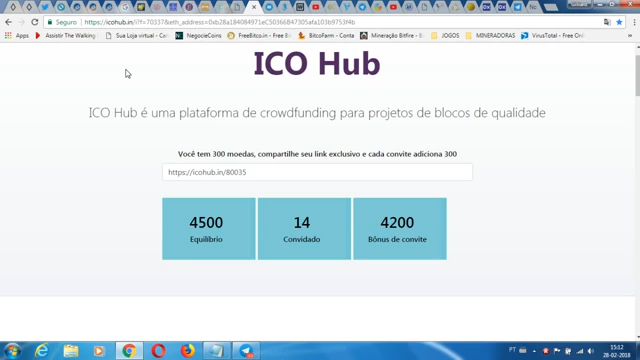 Seguro
https://icohub.in/?f=70337&eth_address=0xb28a184084971eC50366B47305afa103b9753f4b
Apps
Assistir The Walking
Sua Loja virtual - Ca
NegocieCoins
FreeBitco.in - Free Bi
BitcoFarm - Conta
Mineração Bitfire - M
JOGOS
MINERADORAS
VirusTotal - Free Onli
ICO Hub
ICO Hub é uma plataforma de crowdfunding para projetos de blocos de qualidade
Você tem 300 moedas, compartilhe seu link exclusivo e cada convite adiciona 300
https://icohub.in/80035
4500 14 4200
Equilíbrio Convidado Bônus de convite
PT
15:12
28-02-2018